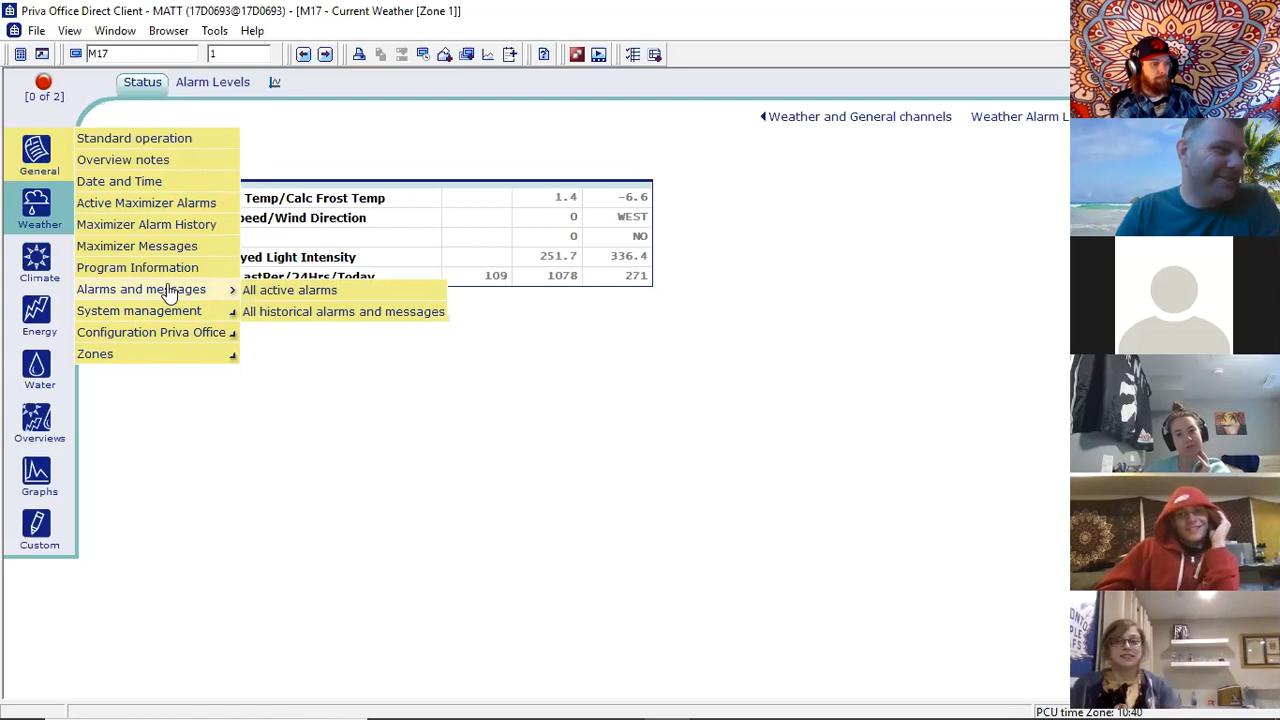 Priva Office Direct Client - MATT (17D0693@17D0693) - [M17 - Current Weather [Zone 1]]
File View Window Browser Tools Help
M17 1
[0 of 2]
Status Alarm Levels
Weather and General channels Weather Alarm L
General
Weather
Climate
Energy
Water
Overviews
Graphs
Custom
Standard operation
Overview notes
Date and Time
Active Maximizer Alarms
Maximizer Alarm History
Maximizer Messages
Program Information
Alarms and messages
System management
Configuration Priva Office
Zones
All active alarms
All historical alarms and messages
Temp/Calc Frost Temp 1.4 -6.6
peed/Wind Direction 0 WEST
0 NO
yed Light Intensity 251.7 336.4
astPer/24Hrs/Today 109 1078 271
PCU time Zone: 10:40